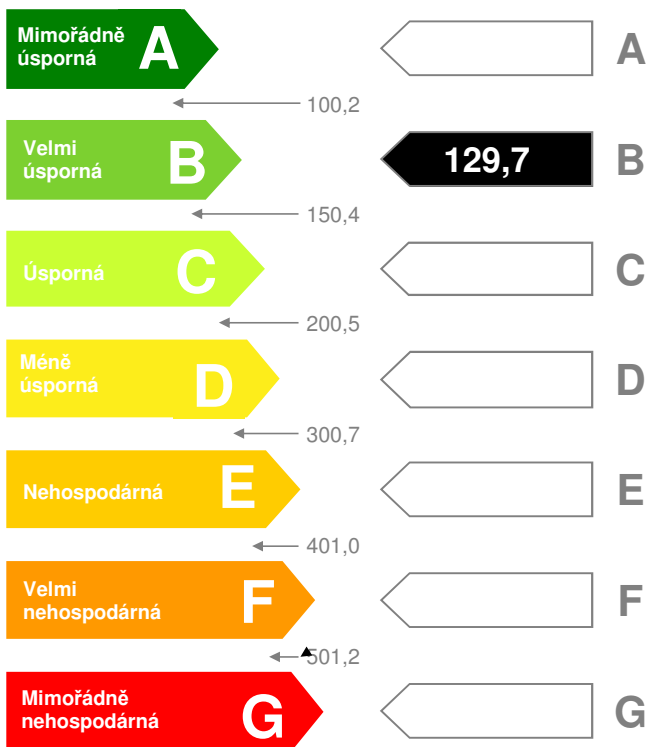 Mimořádně
úsporná
A
A
100,2
Velmi
úsporná
B
129,7
B
150,4
Úsporná
C
C
200,5
Méně
úsporná
D
D
300,7
Nehospodárná
E
E
401,0
Velmi
nehospodárná
F
F
501,2
Mimořádně
nehospodárná
G
G